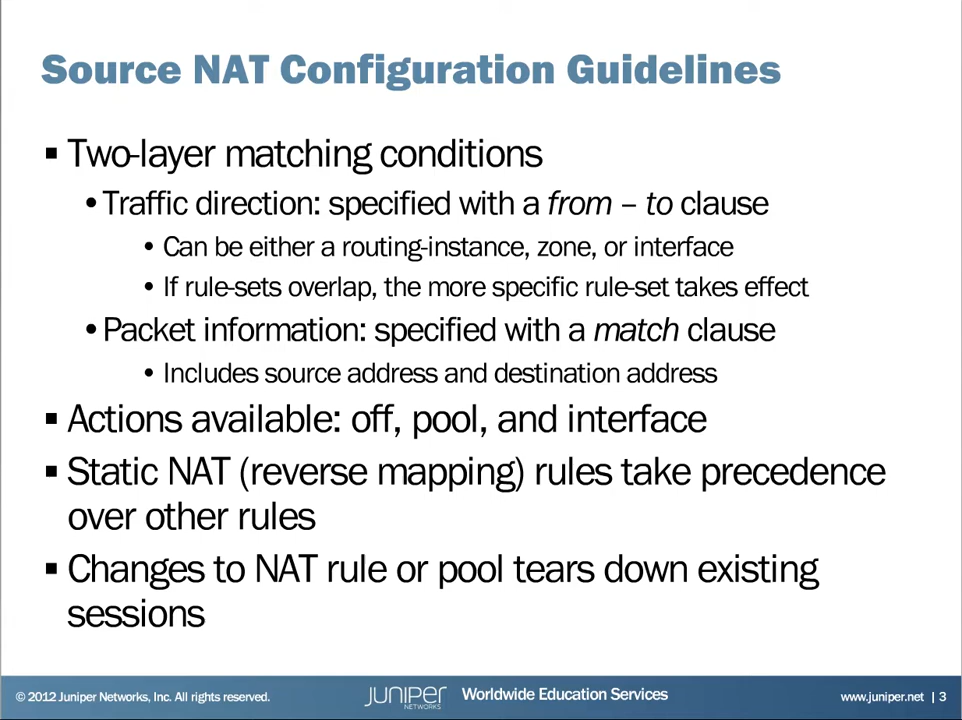 Source NAT Configuration Guidelines
▪ Two-layer matching conditions
• Traffic direction: specified with a from – to clause
• Can be either a routing-instance, zone, or interface
• If rule-sets overlap, the more specific rule-set takes effect
• Packet information: specified with a match clause
• Includes source address and destination address
▪ Actions available: off, pool, and interface
▪ Static NAT (reverse mapping) rules take precedence
over other rules
▪ Changes to NAT rule or pool tears down existing
sessions
© 2012 Juniper Networks, Inc. All rights reserved.
JUNIPER
NETWORKS
Worldwide Education Services
www.juniper.net | 3